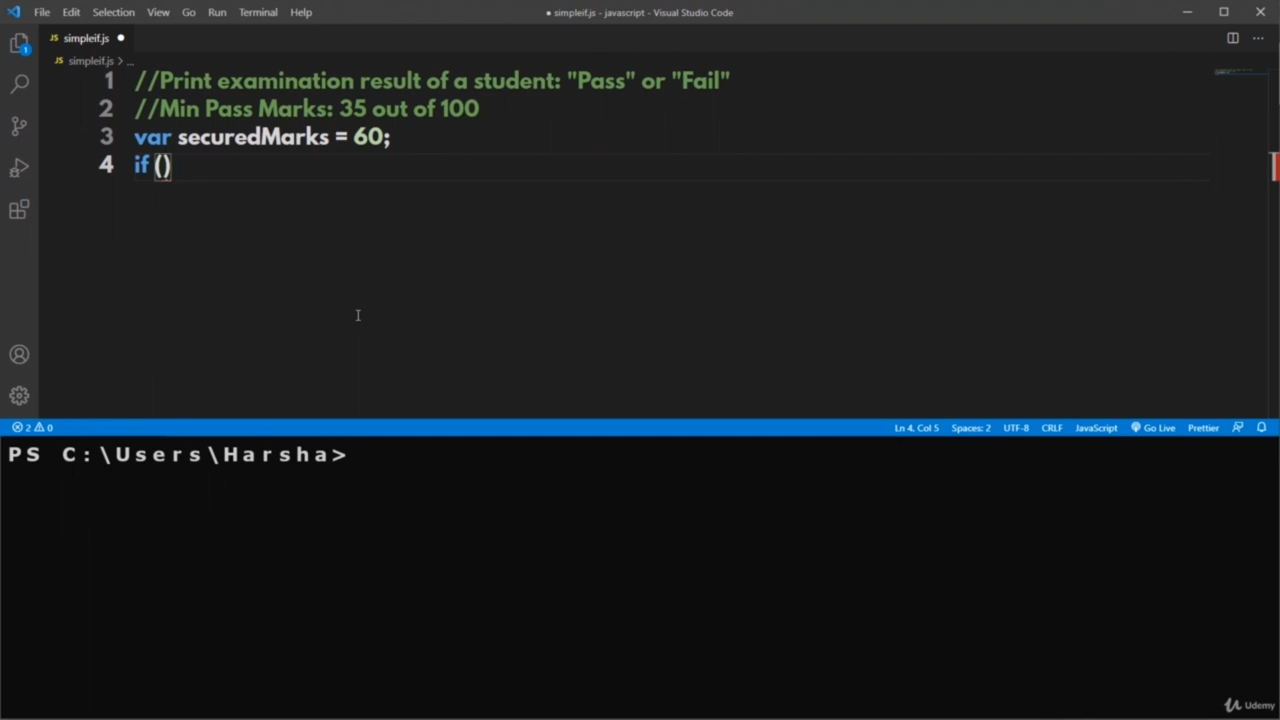 File Edit Selection View Go Run Terminal Help
● simpleif.js - javascript - Visual Studio Code
JS simpleif.js ●
JS simpleif.js > ...
1 //Print examination result of a student: "Pass" or "Fail"
2 //Min Pass Marks: 35 out of 100
3 var securedMarks = 60;
4 if ()
1
2 0
Ln 4, Col 5 Spaces: 2 UTF-8 CRLF JavaScript Go Live Prettier
PS C:\Users\Harsha>
Udemy